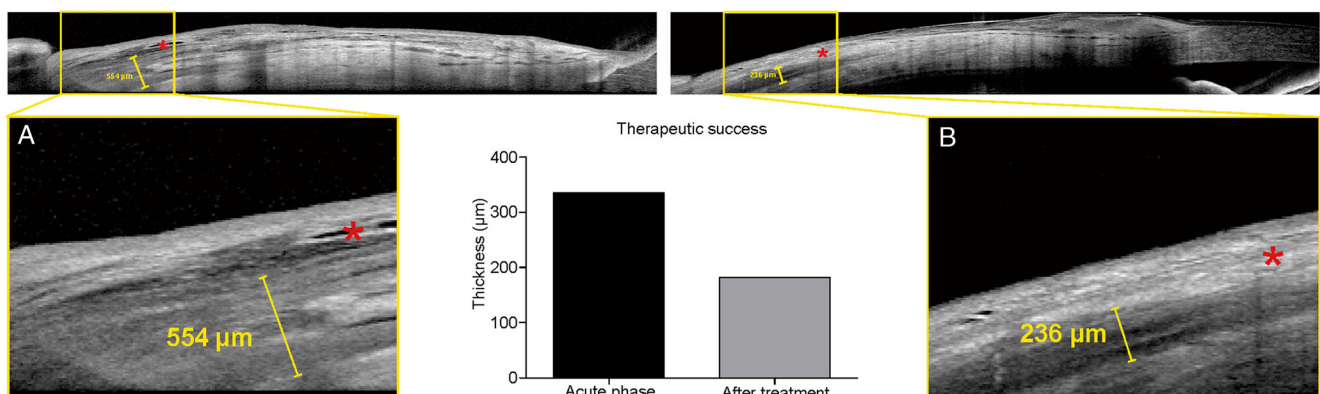 *
554 µm
*
236 µm
A
*
554 µm
Therapeutic success
Thickness (µm)
400
300
200
100
0
Acute phase
After treatment
B
*
236 µm